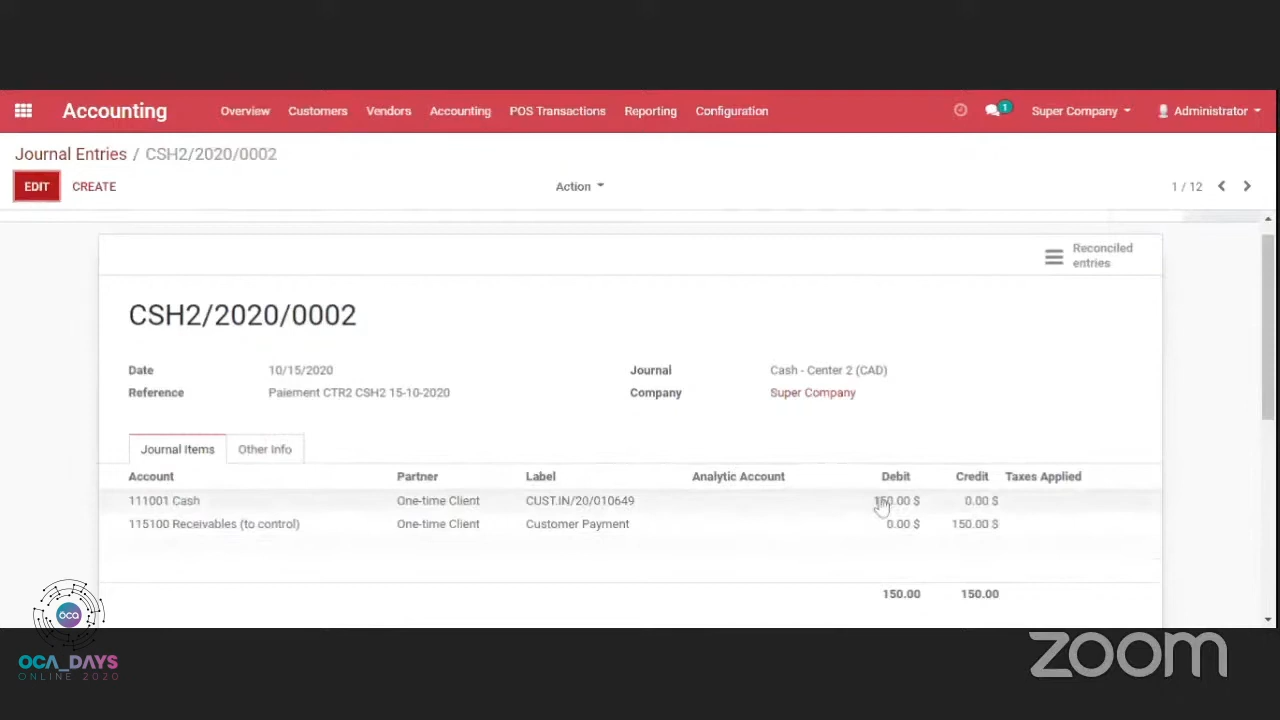 Accounting Overview Customers Vendors Accounting POS Transactions Reporting Configuration 1 Super Company Administrator
Journal Entries / CSH2/2020/0002
EDIT CREATE Action 1 / 12
Reconciled
entries
CSH2/2020/0002
Date 10/15/2020 Journal Cash - Center 2 (CAD)
Reference Paiement CTR2 CSH2 15-10-2020 Company Super Company
Journal Items Other Info
Account Partner Label Analytic Account Debit Credit Taxes Applied
111001 Cash One-time Client CUST.IN/20/010649 150.00 $ 0.00 $
115100 Receivables (to control) One-time Client Customer Payment 0.00 $ 150.00 $
150.00 150.00
oca
OCA_DAYS
ONLINE 2020
zoom